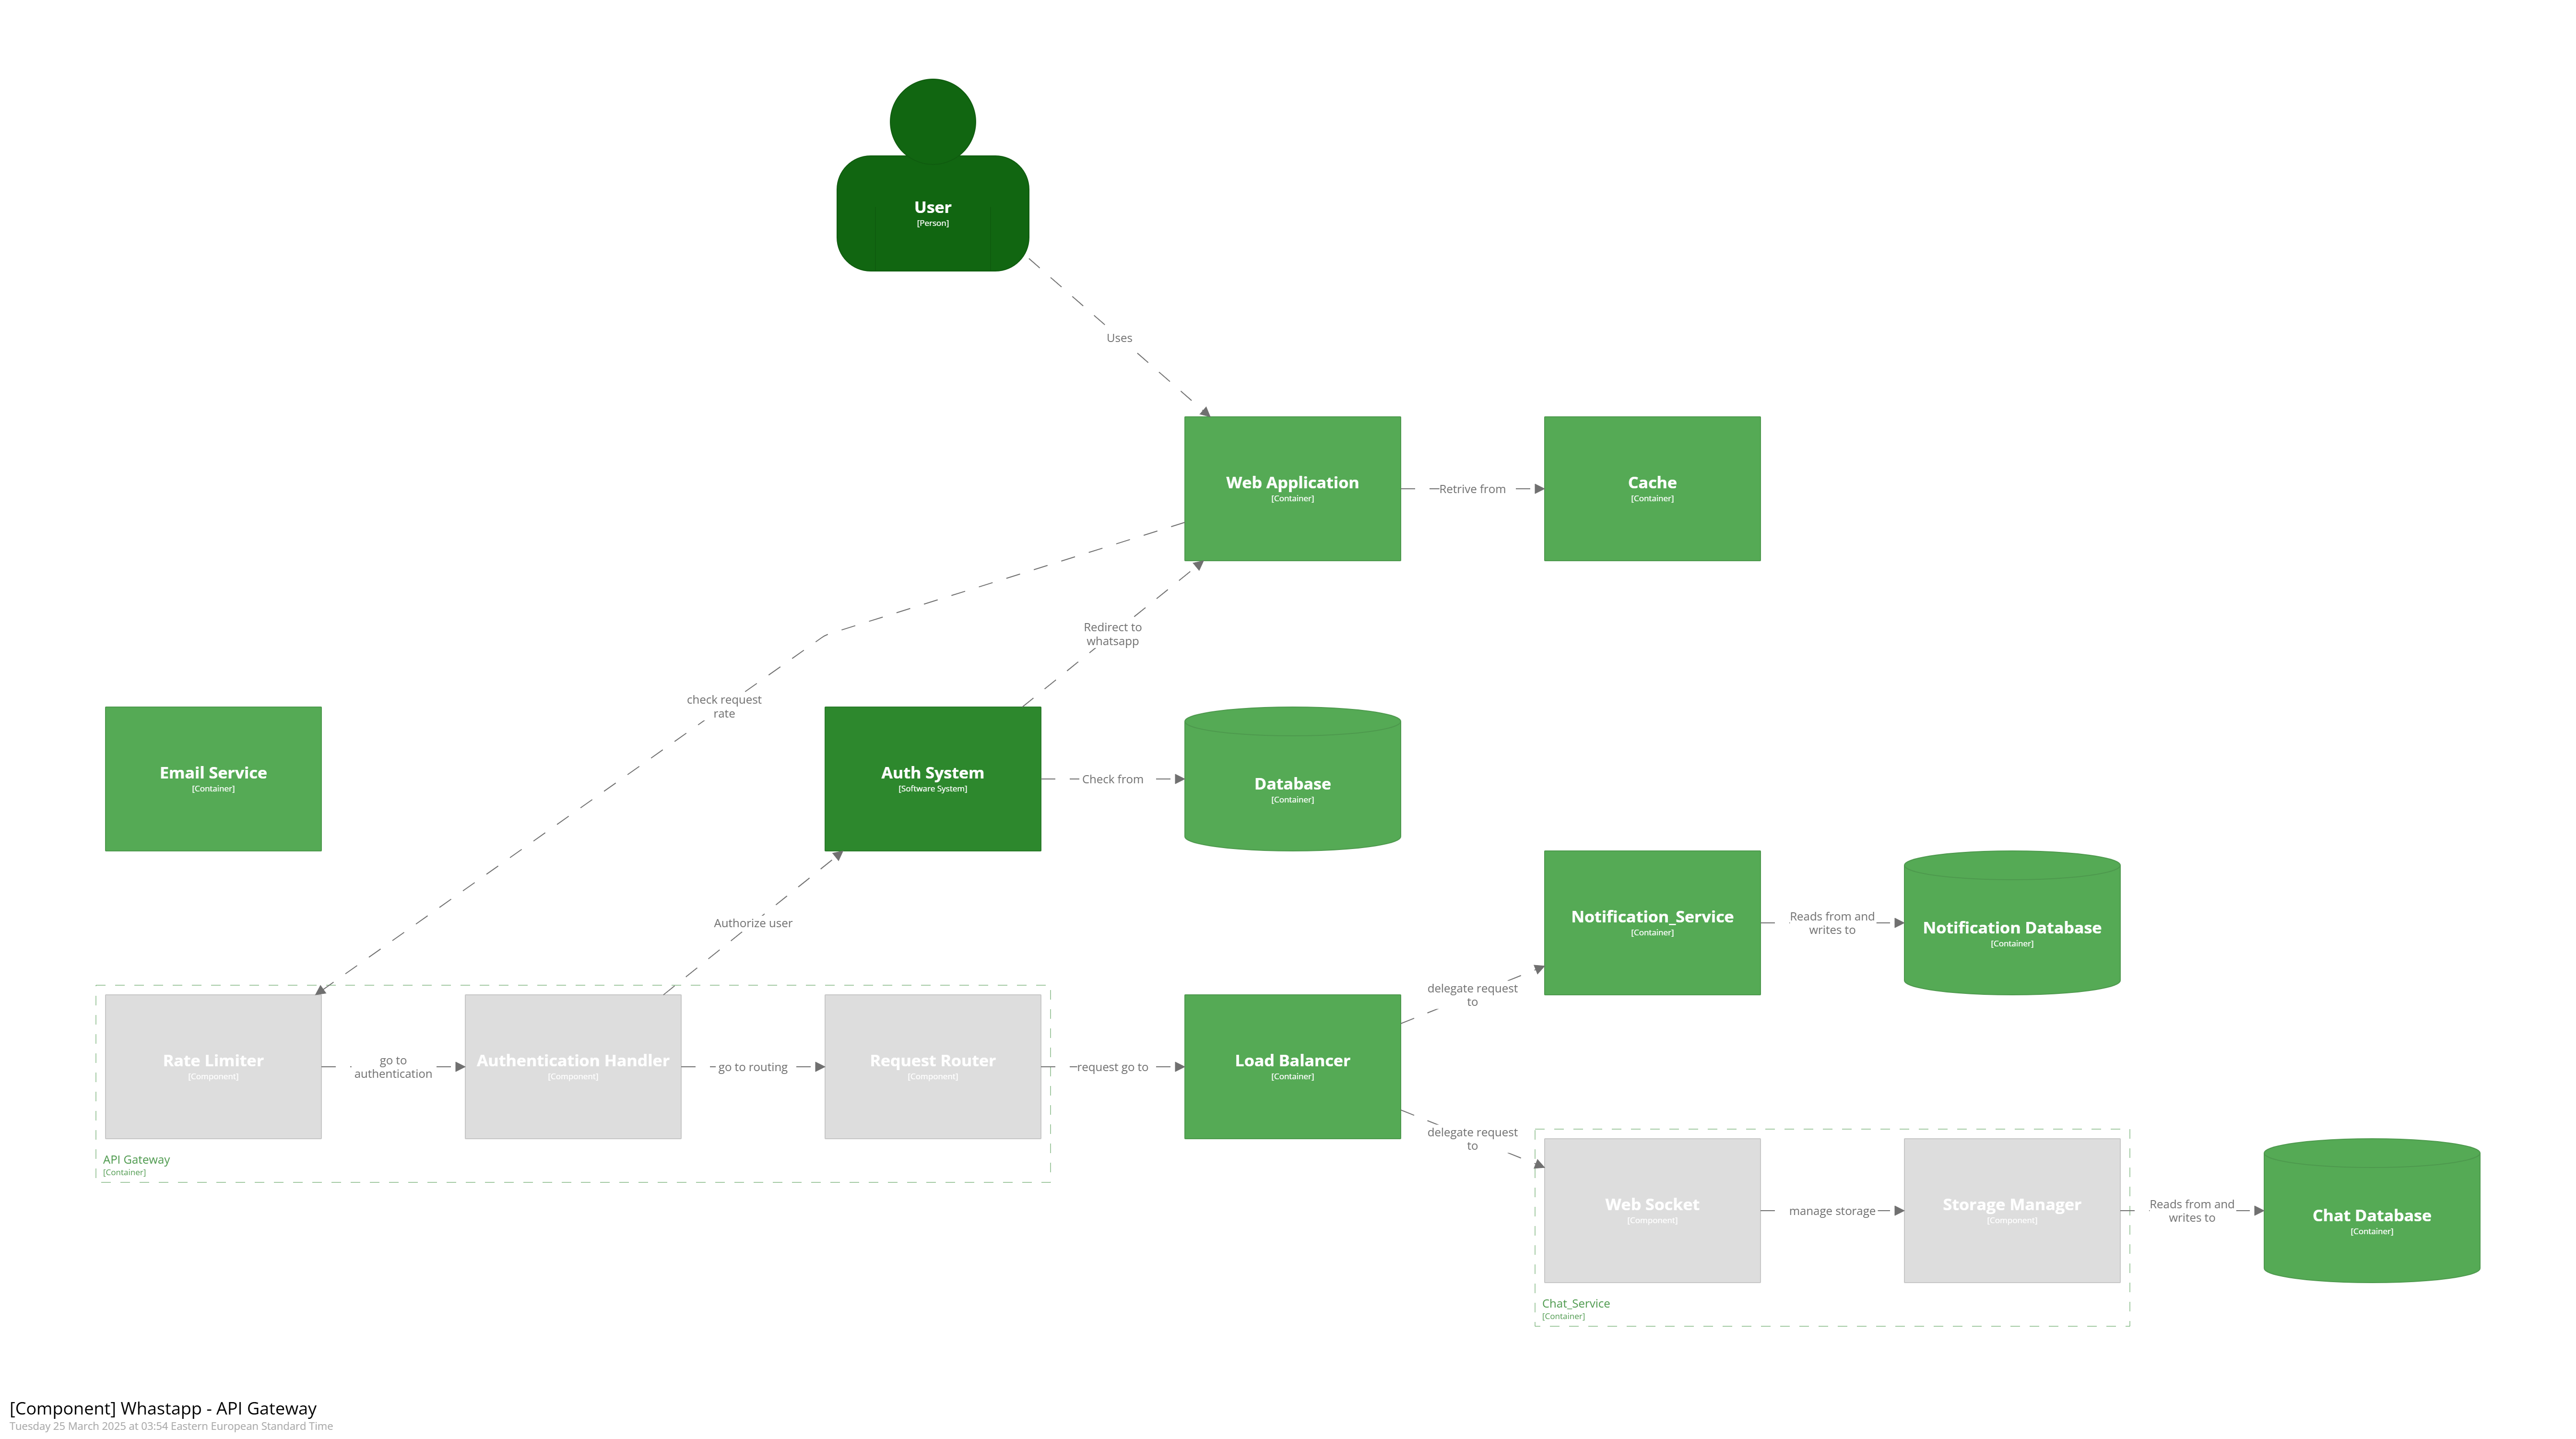 User
[Person]
Uses
Web Application
[Container]
Retrive from
Cache
[Container]
Redirect to
whatsapp
check request
rate
Email Service
[Container]
Auth System
[Software System]
Check from
Database
[Container]
Authorize user
Notification_Service
[Container]
Reads from and
writes to
Notification Database
[Container]
delegate request
to
Rate Limiter
[Component]
go to
authentication
Authentication Handler
[Component]
go to routing
Request Router
[Component]
request go to
Load Balancer
[Container]
delegate request
to
API Gateway
[Container]
Web Socket
[Component]
manage storage
Storage Manager
[Component]
Reads from and
writes to
Chat Database
[Container]
Chat_Service
[Container]
[Component] Whastapp - API Gateway
Tuesday 25 March 2025 at 03:54 Eastern European Standard Time